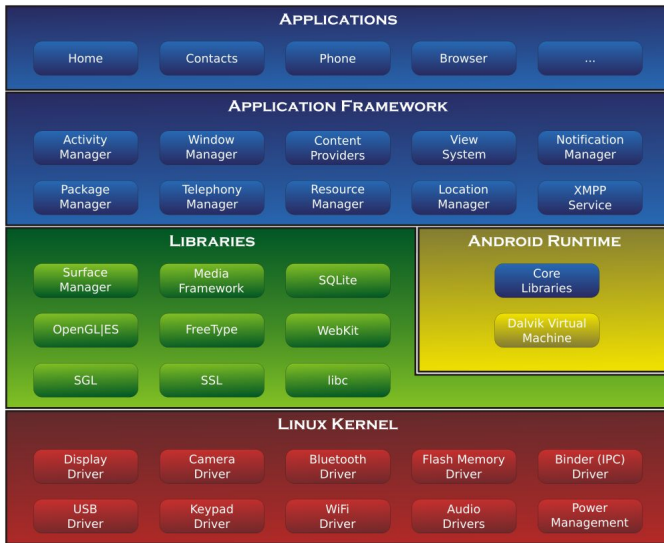 APPLICATIONS
Home
Contacts
Phone
Browser
...
APPLICATION FRAMEWORK
Activity
Manager
Window
Manager
Content
Providers
View
System
Notification
Manager
Package
Manager
Telephony
Manager
Resource
Manager
Location
Manager
XMPP
Service
LIBRARIES
Surface
Manager
Media
Framework
SQLite
OpenGL|ES
FreeType
WebKit
SGL
SSL
libc
ANDROID RUNTIME
Core
Libraries
Dalvik Virtual
Machine
LINUX KERNEL
Display
Driver
Camera
Driver
Bluetooth
Driver
Flash Memory
Driver
Binder (IPC)
Driver
USB
Driver
Keypad
Driver
WiFi
Driver
Audio
Drivers
Power
Management